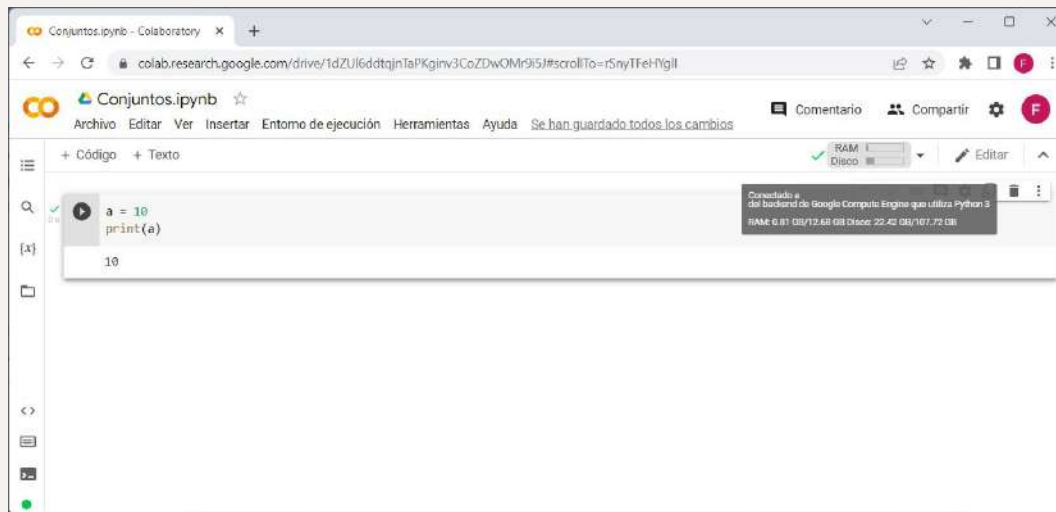 Conjuntos.ipynb - Colaboratory
colab.research.google.com/drive/1dZUl6ddtqjnTaPKginv3CoZDwOMr9i5J#scrollTo=rSnyTFeHYglI
F
CO Conjuntos.ipynb
Archivo Editar Ver Insertar Entorno de ejecución Herramientas Ayuda Se han guardado todos los cambios
Comentario Compartir F
+ Código + Texto
RAM
Disco
Editar
Conectado a
del backend de Google Compute Engine que utiliza Python 3
RAM: 0.81 GB/12.68 GB Disco: 22.42 GB/107.72 GB
0 s
a = 10
print(a)
{x}
10